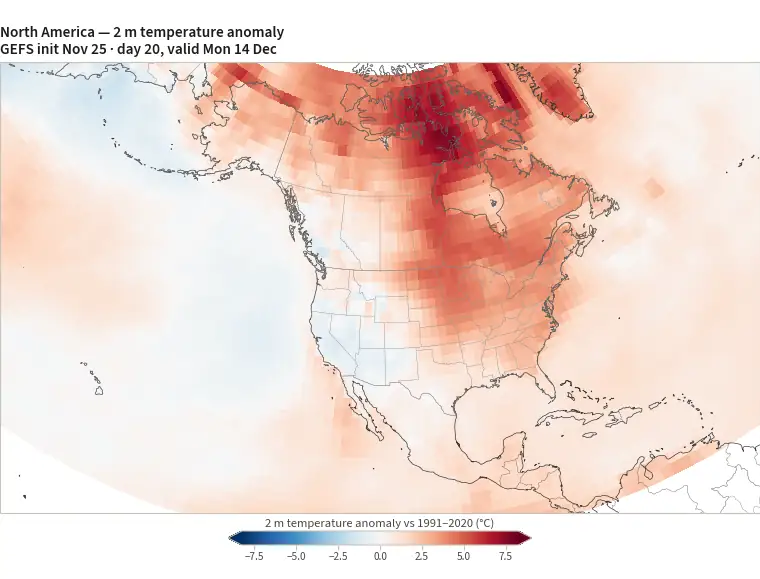 North America — 2 m temperature anomaly
GEFS init Nov 25 · day 20, valid Mon 14 Dec
2 m temperature anomaly vs 1991–2020 (°C)
−7.5 −5.0 −2.5 0.0 2.5 5.0 7.5